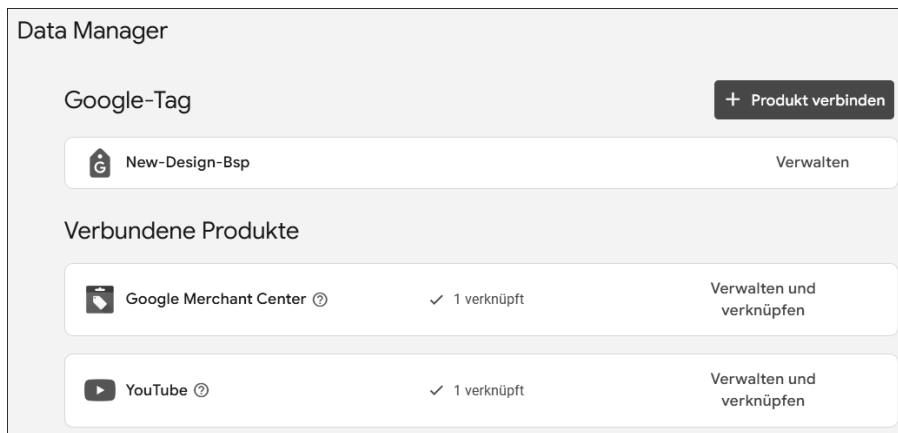 Data Manager
Google-Tag
+ Produkt verbinden
New-Design-Bsp
Verwalten
Verbundene Produkte
Google Merchant Center
1 verknüpft
Verwalten und
verknüpfen
YouTube
1 verknüpft
Verwalten und
verknüpfen